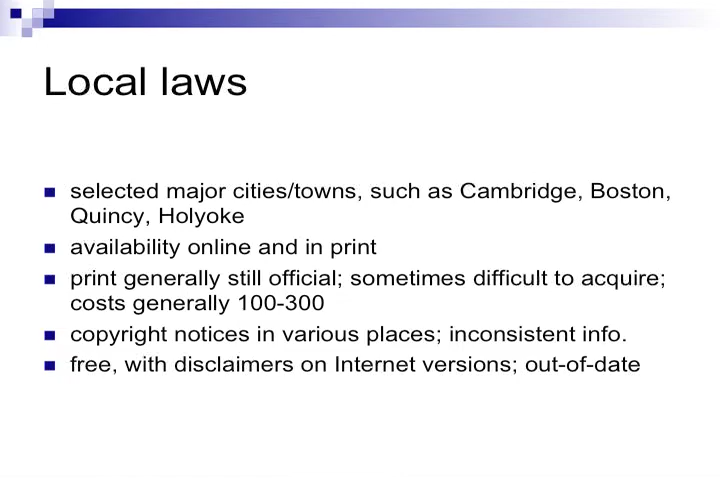 Local laws
selected major cities/towns, such as Cambridge, Boston,
Quincy, Holyoke
availability online and in print
print generally still official; sometimes difficult to acquire;
costs generally 100-300
copyright notices in various places; inconsistent info.
free, with disclaimers on Internet versions; out-of-date